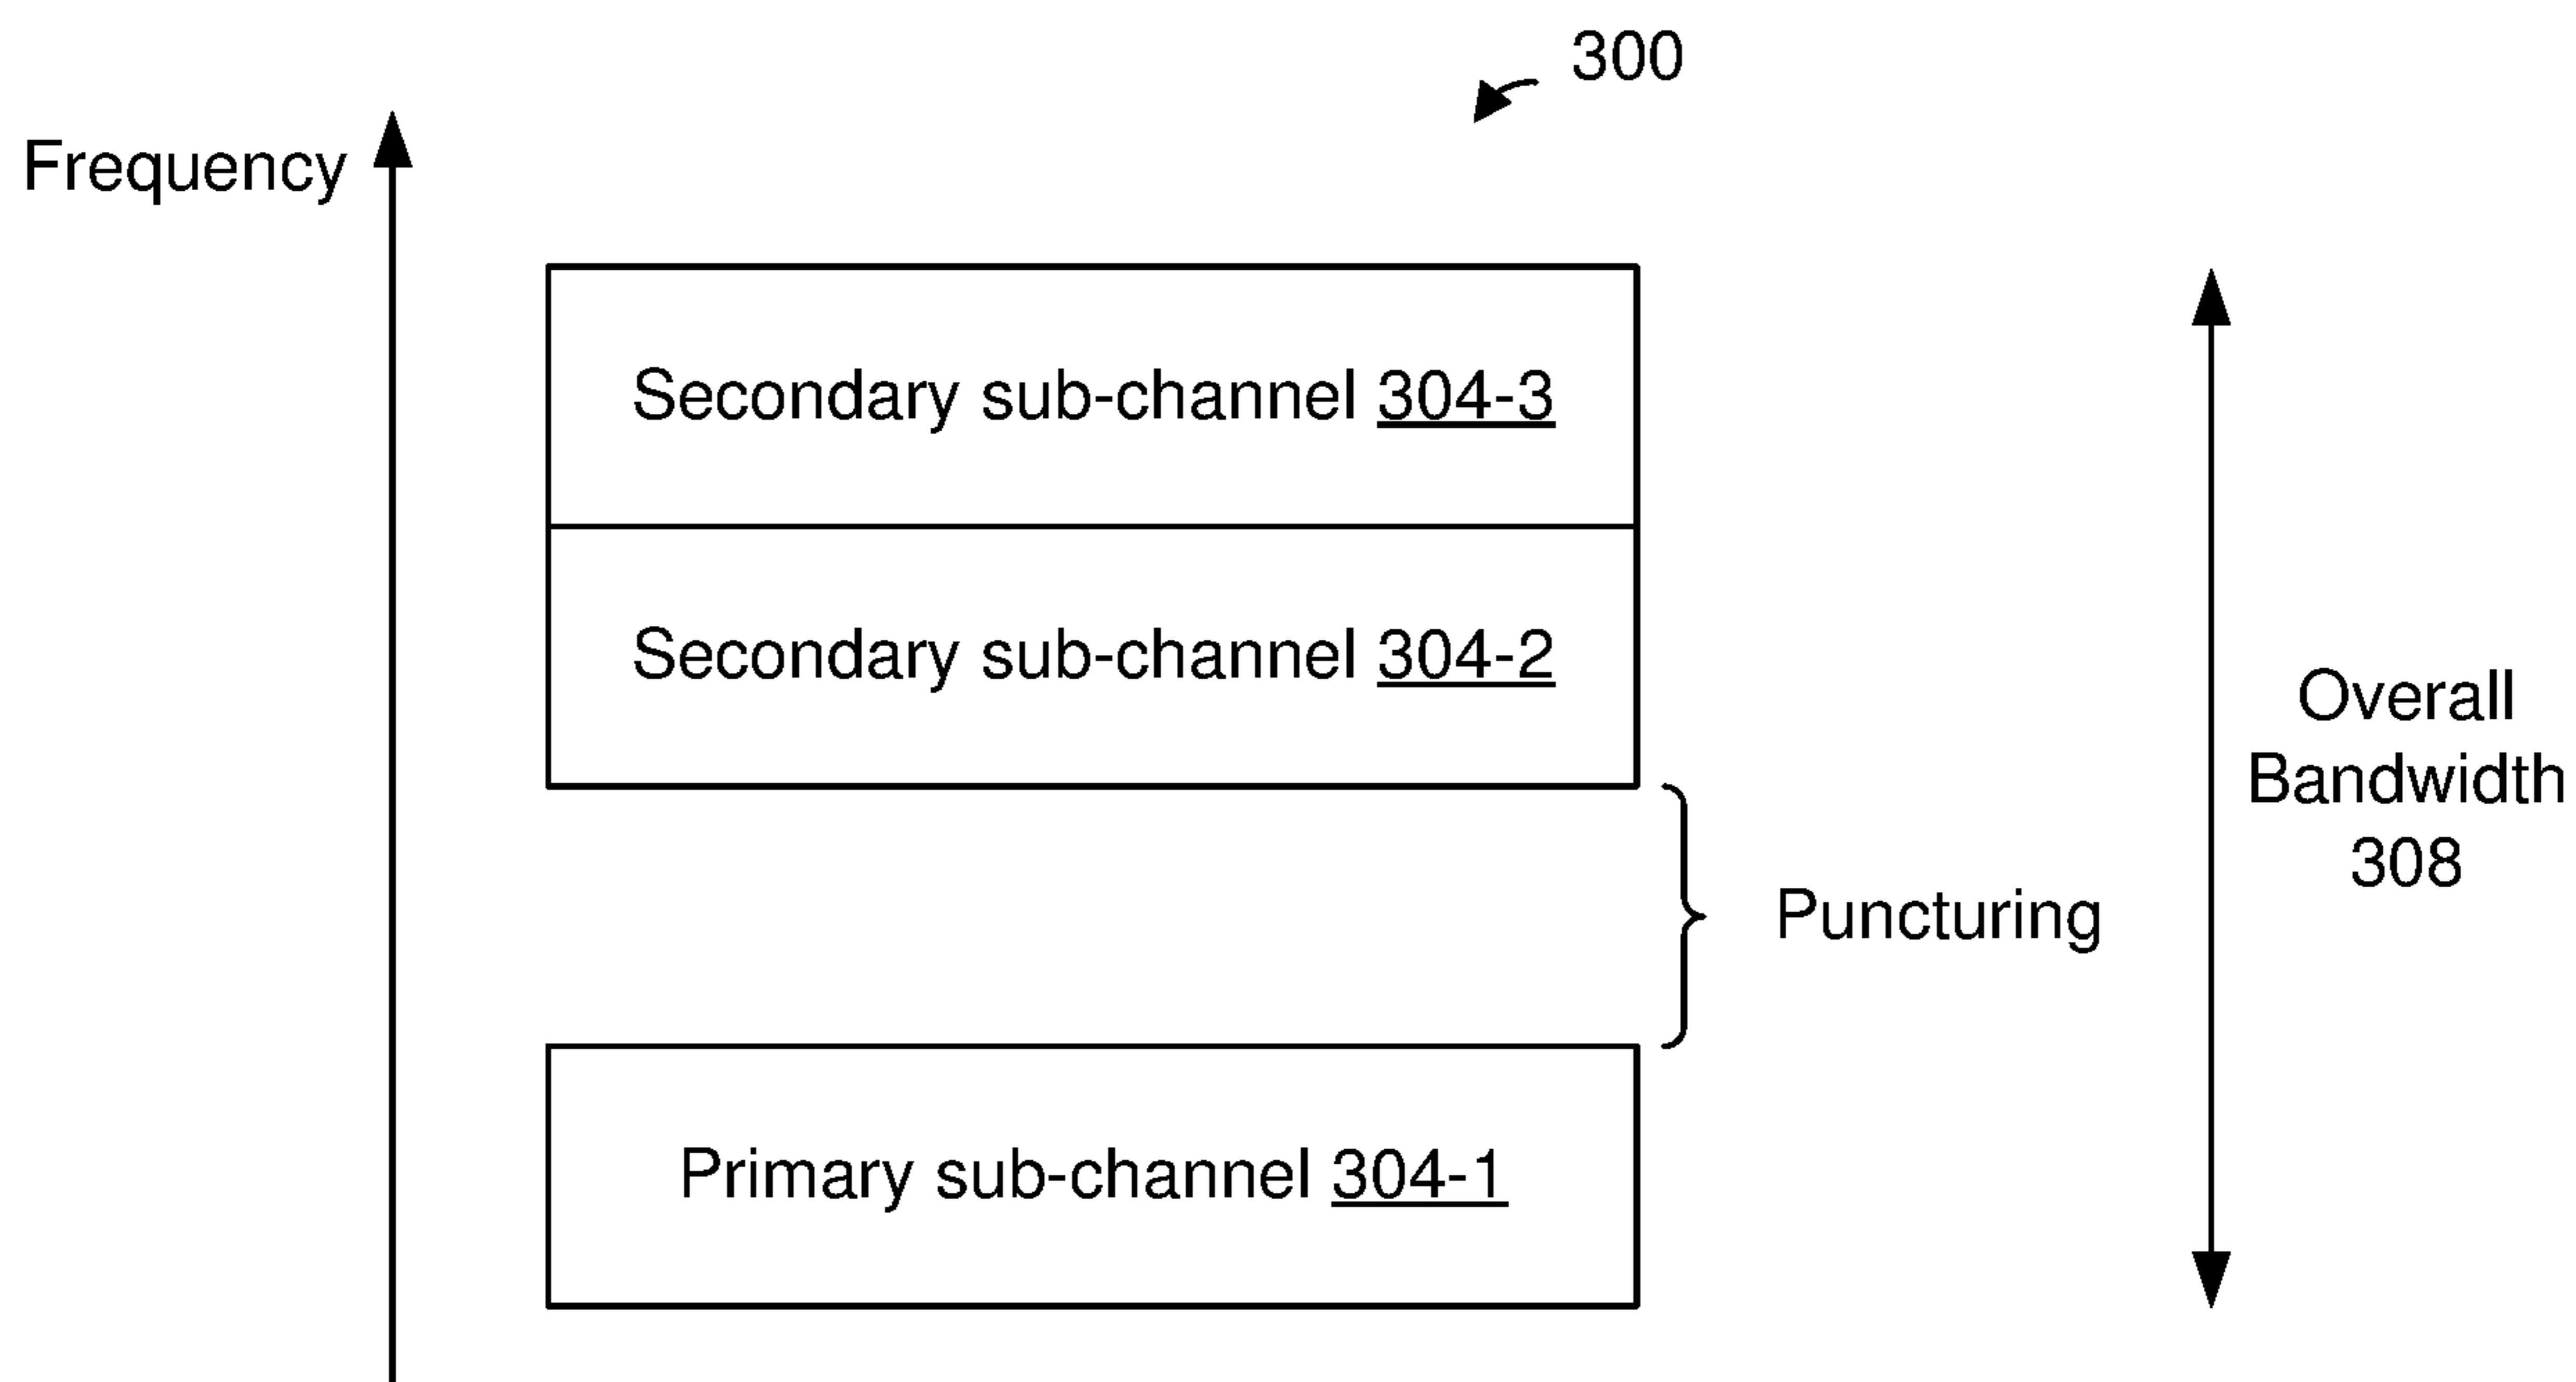 300
Frequency
Secondary sub-channel 304-3
Secondary sub-channel 304-2
Overall
Bandwidth
308
Puncturing
Primary sub-channel 304-1